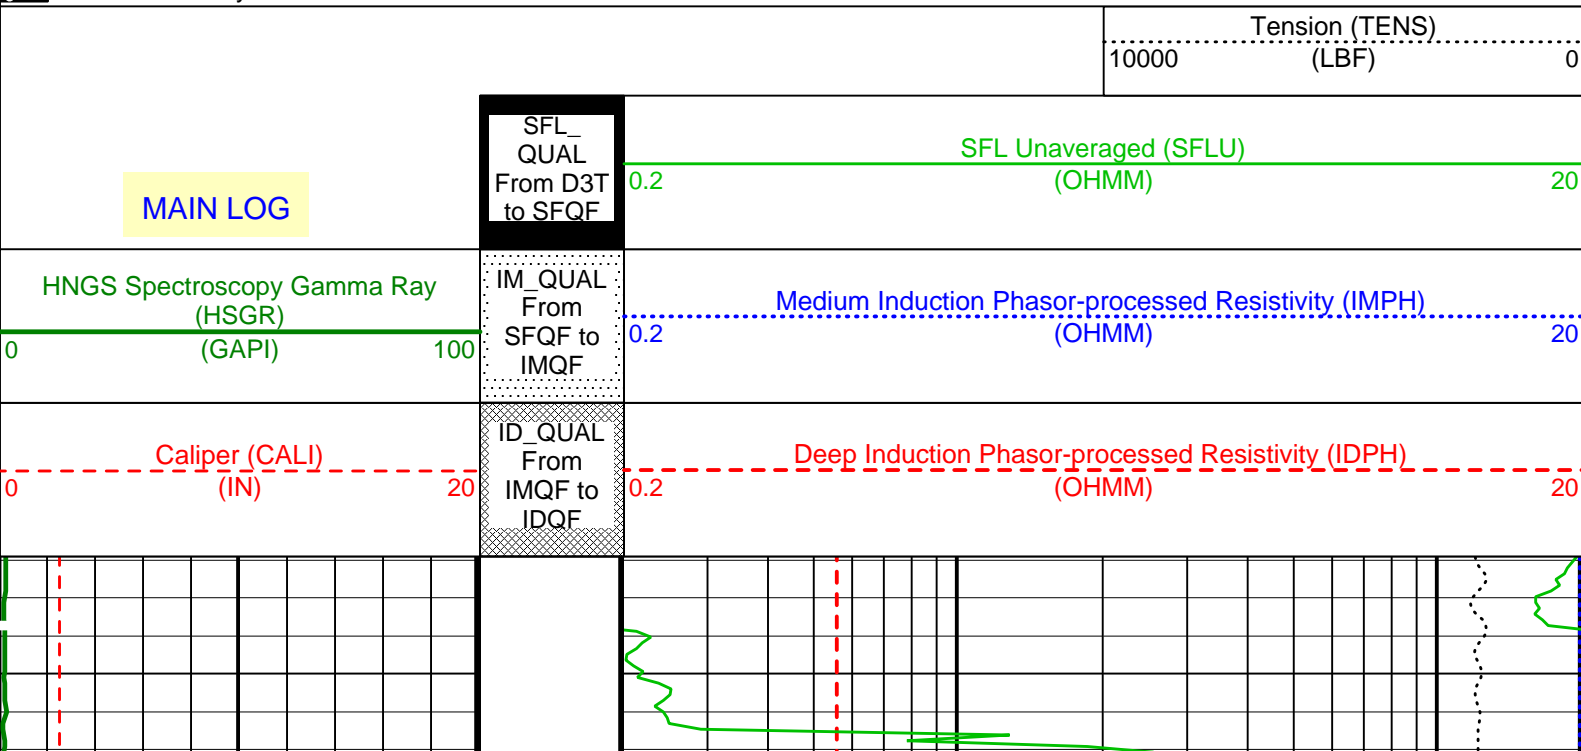 Tension (TENS)
10000 (LBF) 0
SFL_
QUAL
From D3T
to SFQF
SFL Unaveraged (SFLU)
0.2 (OHMM) 20
MAIN LOG
HNGS Spectroscopy Gamma Ray
(HSGR)
0 (GAPI) 100
IM_QUAL
From
SFQF to
IMQF
Medium Induction Phasor-processed Resistivity (IMPH)
0.2 (OHMM) 20
Caliper (CALI)
0 (IN) 20
ID_QUAL
From
IMQF to
IDQF
Deep Induction Phasor-processed Resistivity (IDPH)
0.2 (OHMM) 20